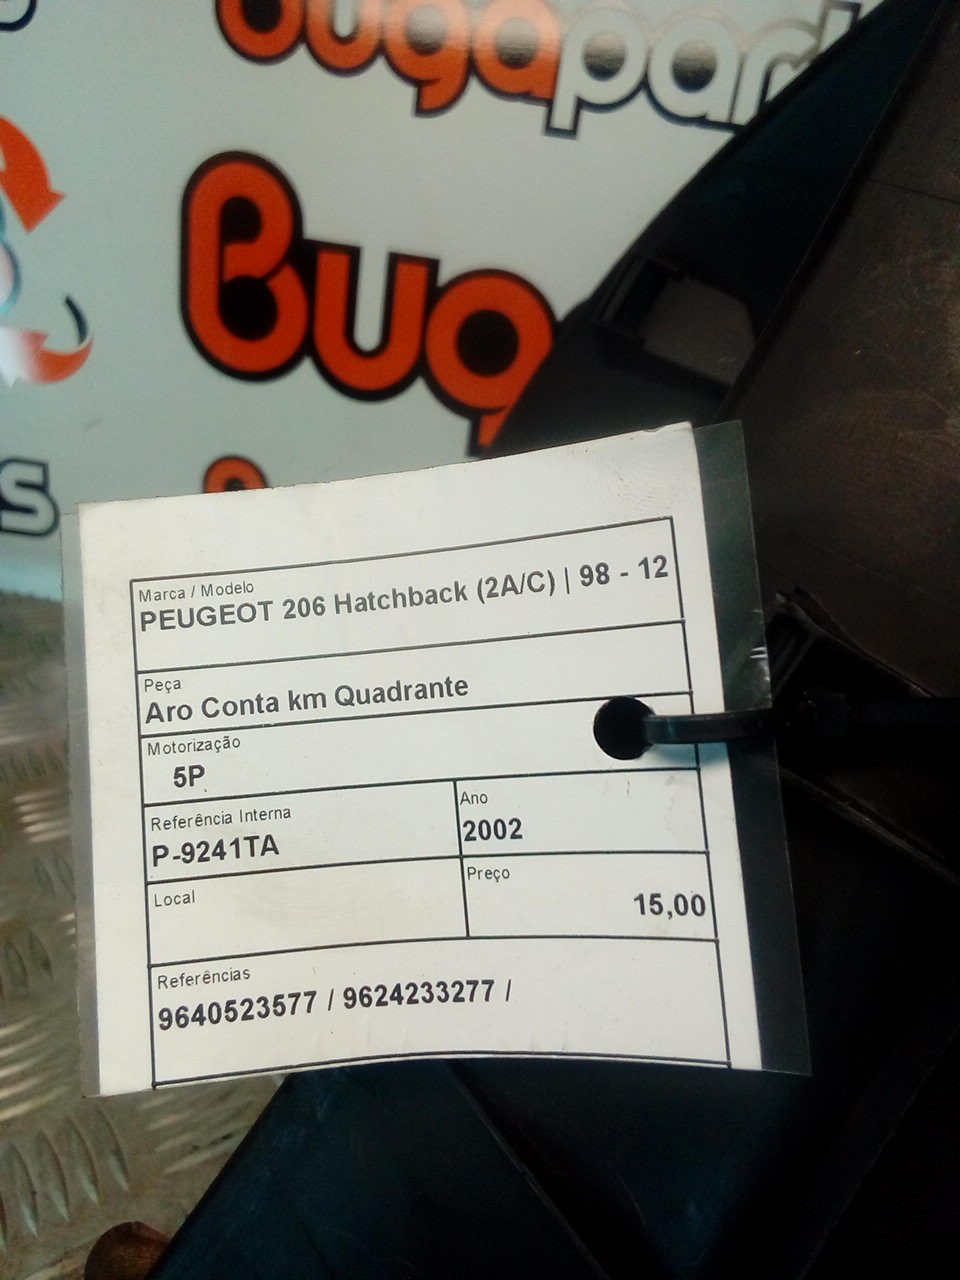 Bugapart
Bug
s
Marca / Modelo
PEUGEOT 206 Hatchback (2A/C) | 98 - 12
Peça
Aro Conta km Quadrante
Motorização
5P
Referência Interna
P-9241TA
Ano
2002
Local
Preço
15,00
Referências
9640523577 / 9624233277 /